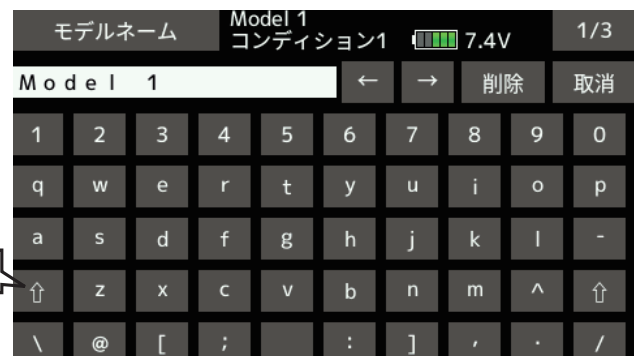 モデルネーム Model 1 コンディション1 7.4V 1/3
Model 1 ← → 削除 取消
1 2 3 4 5 6 7 8 9 0
q w e r t y u i o p
a s d f g h j k l -
⇧ z x c v b n m ^ ⇧
\ @ [ ; : ] , . /